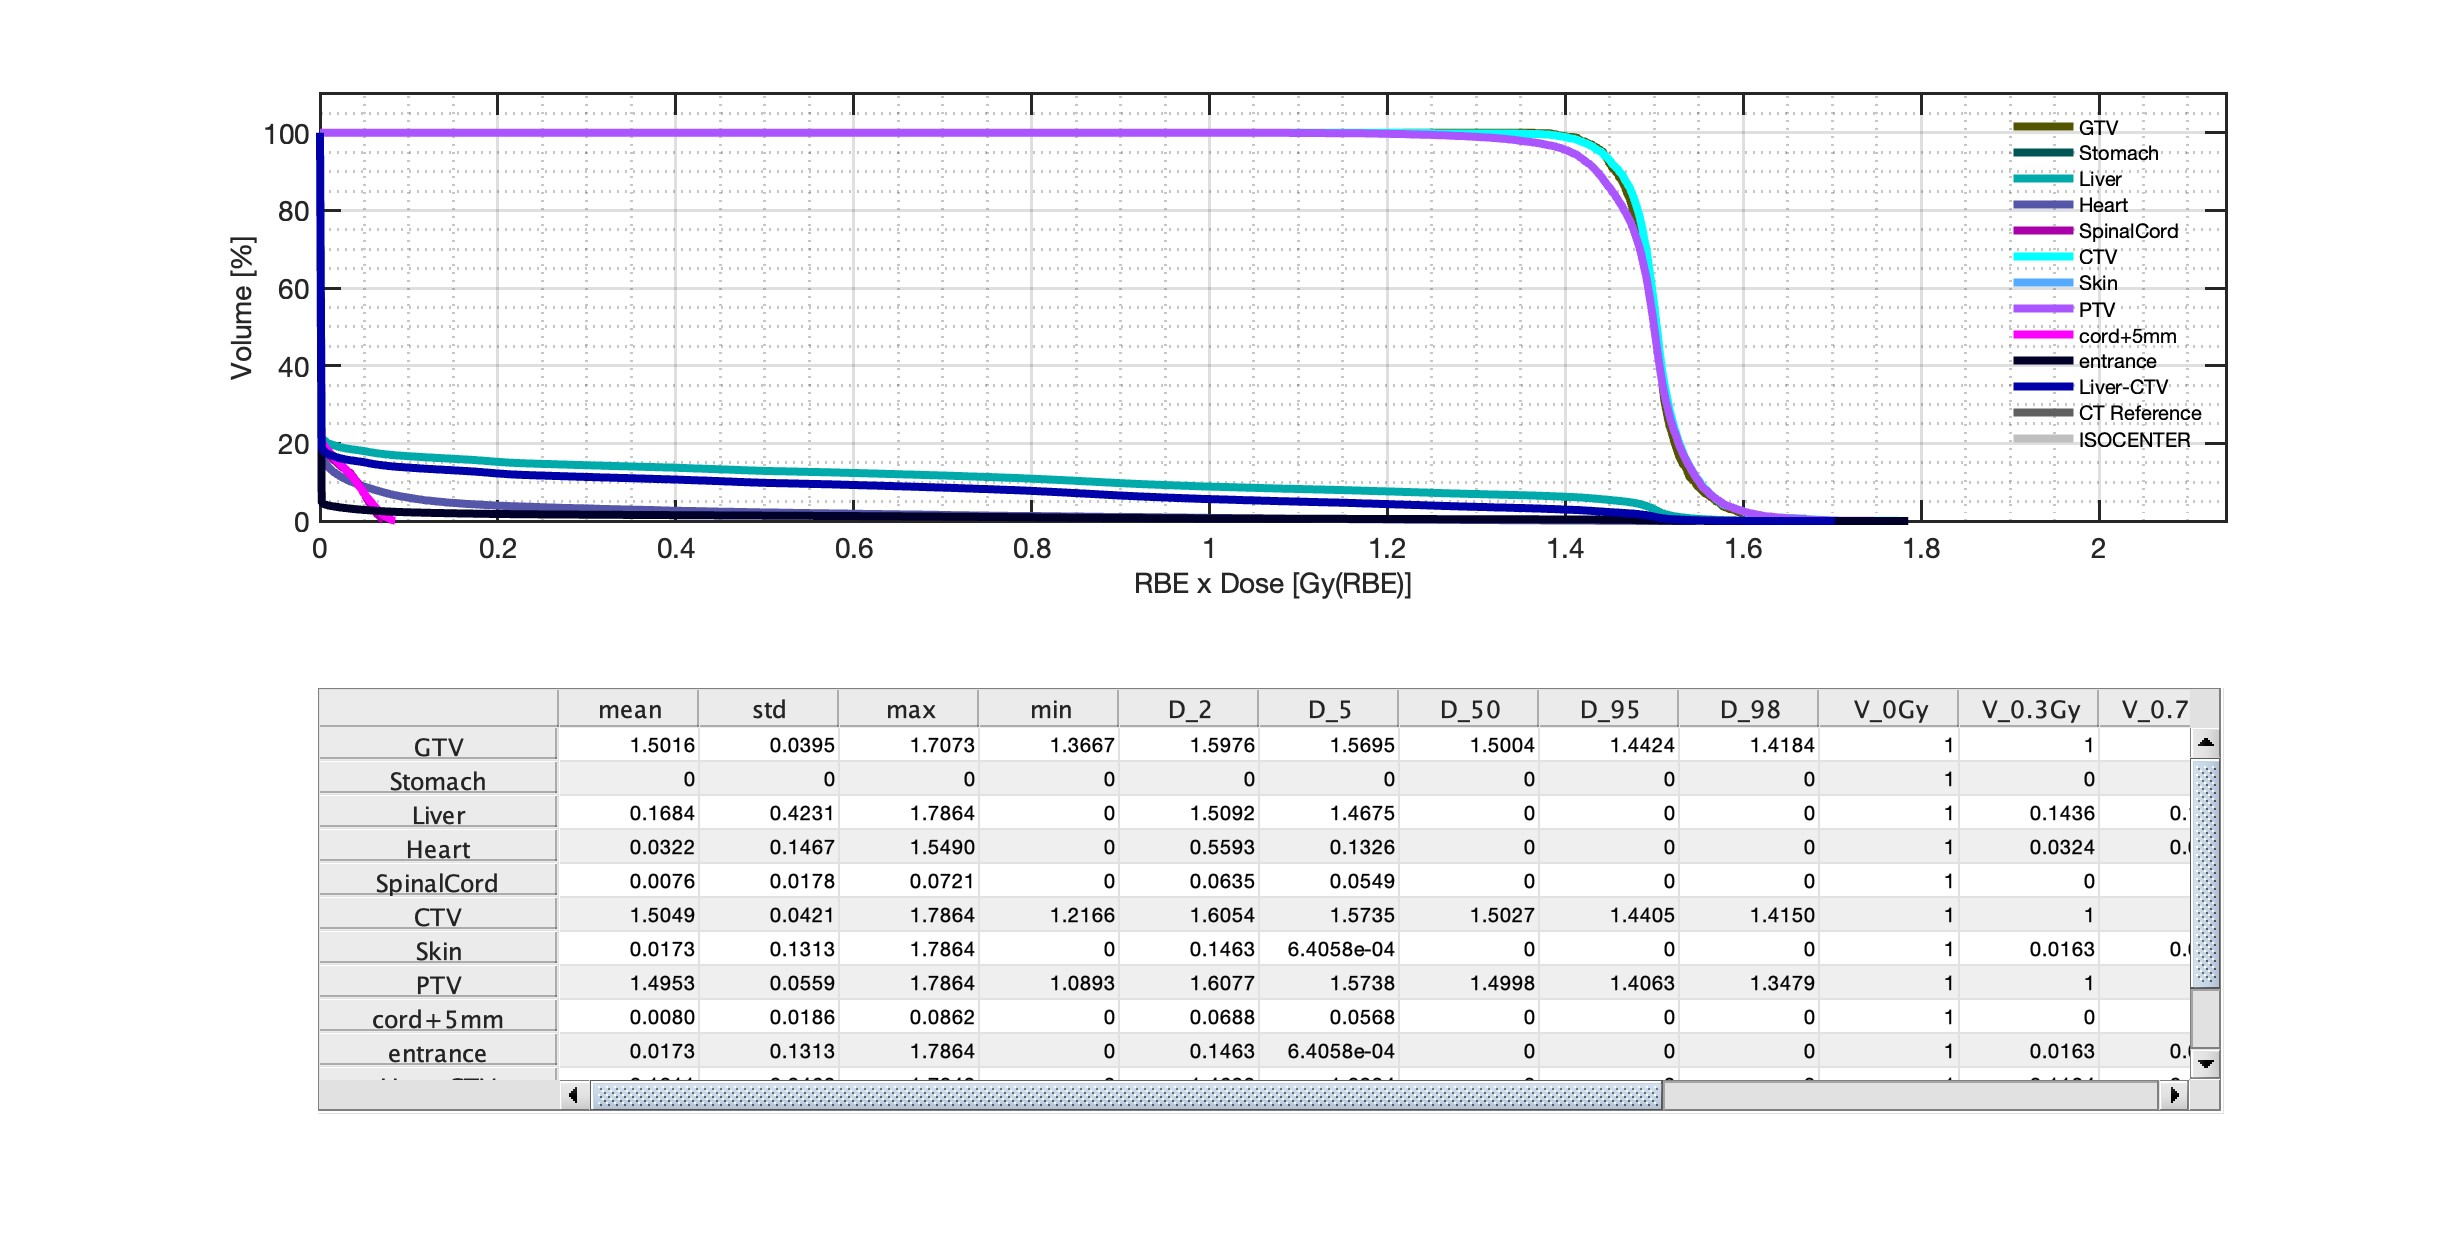 100
80
60
40
20
0
Volume [%]
0 0.2 0.4 0.6 0.8 1 1.2 1.4 1.6 1.8 2
RBE x Dose [Gy(RBE)]
GTV
Stomach
Liver
Heart
SpinalCord
CTV
Skin
PTV
cord+5mm
entrance
Liver-CTV
CT Reference
ISOCENTER
mean std max min D_2 D_5 D_50 D_95 D_98 V_0Gy V_0.3Gy V_0.7
GTV 1.5016 0.0395 1.7073 1.3667 1.5976 1.5695 1.5004 1.4424 1.4184 1 1
Stomach 0 0 0 0 0 0 0 0 0 1 0
Liver 0.1684 0.4231 1.7864 0 1.5092 1.4675 0 0 0 1 0.1436 0.
Heart 0.0322 0.1467 1.5490 0 0.5593 0.1326 0 0 0 1 0.0324 0.
SpinalCord 0.0076 0.0178 0.0721 0 0.0635 0.0549 0 0 0 1 0
CTV 1.5049 0.0421 1.7864 1.2166 1.6054 1.5735 1.5027 1.4405 1.4150 1 1
Skin 0.0173 0.1313 1.7864 0 0.1463 6.4058e-04 0 0 0 1 0.0163 0.
PTV 1.4953 0.0559 1.7864 1.0893 1.6077 1.5738 1.4998 1.4063 1.3479 1 1
cord+5mm 0.0080 0.0186 0.0862 0 0.0688 0.0568 0 0 0 1 0
entrance 0.0173 0.1313 1.7864 0 0.1463 6.4058e-04 0 0 0 1 0.0163 0.